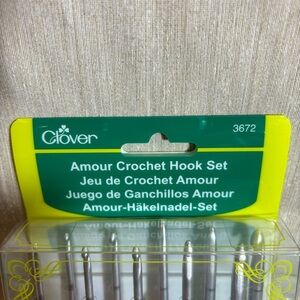 Clover
3672
Amour Crochet Hook Set
Jeu de Crochet Amour
Juego de Ganchillos Amour
Amour-Häkelnadel-Set